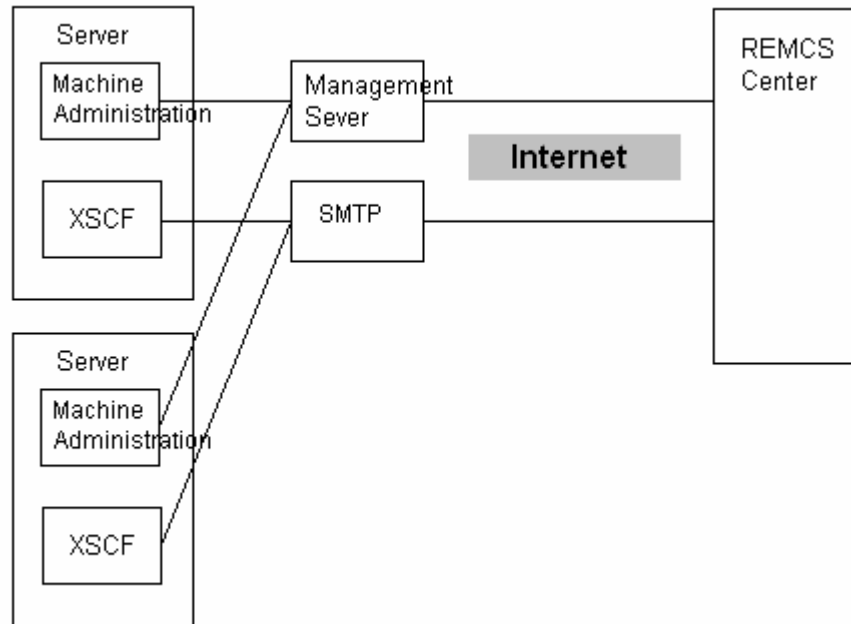 Server
Machine
Administration
XSCF
Management
Sever
SMTP
Internet
REMCS
Center
Server
Machine
Administration
XSCF